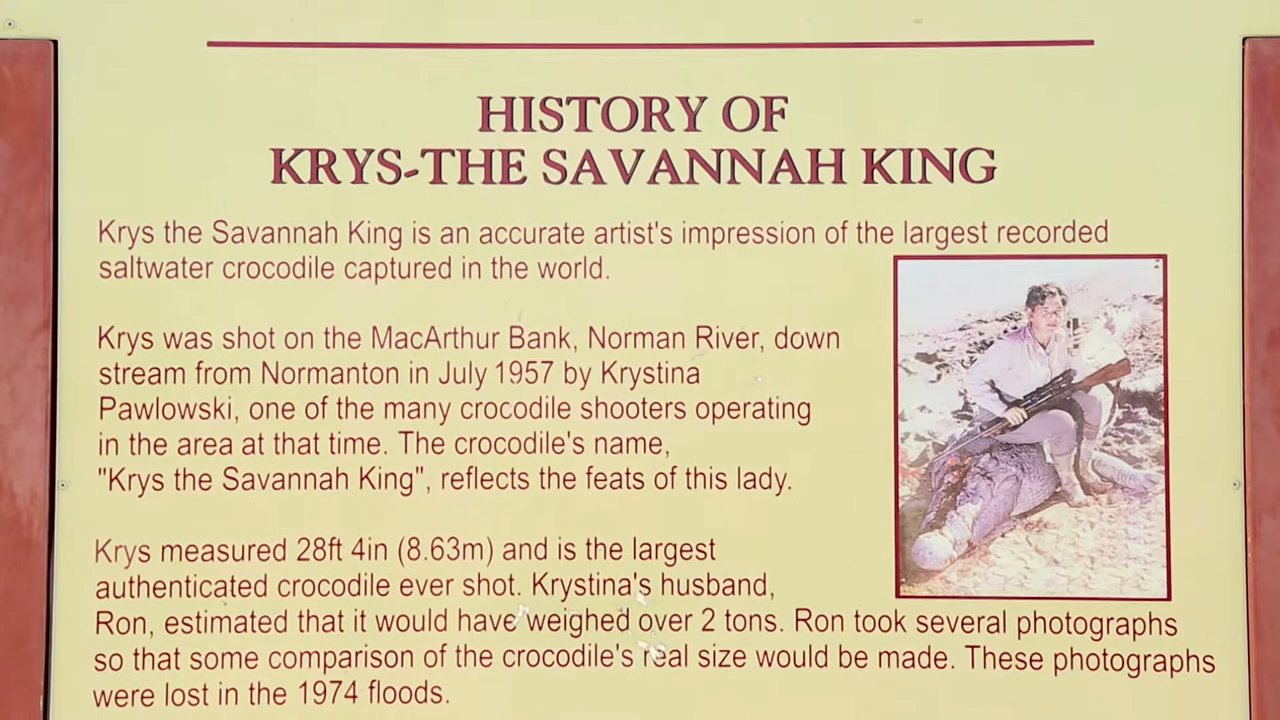 HISTORY OF
KRYS-THE SAVANNAH KING
Krys the Savannah King is an accurate artist's impression of the largest recorded
saltwater crocodile captured in the world.
Krys was shot on the MacArthur Bank, Norman River, down
stream from Normanton in July 1957 by Krystina
Pawlowski, one of the many crocodile shooters operating
in the area at that time. The crocodile's name,
"Krys the Savannah King", reflects the feats of this lady.
Krys measured 28ft 4in (8.63m) and is the largest
authenticated crocodile ever shot. Krystina's husband,
Ron, estimated that it would have weighed over 2 tons. Ron took several photographs
so that some comparison of the crocodile's real size would be made. These photographs
were lost in the 1974 floods.